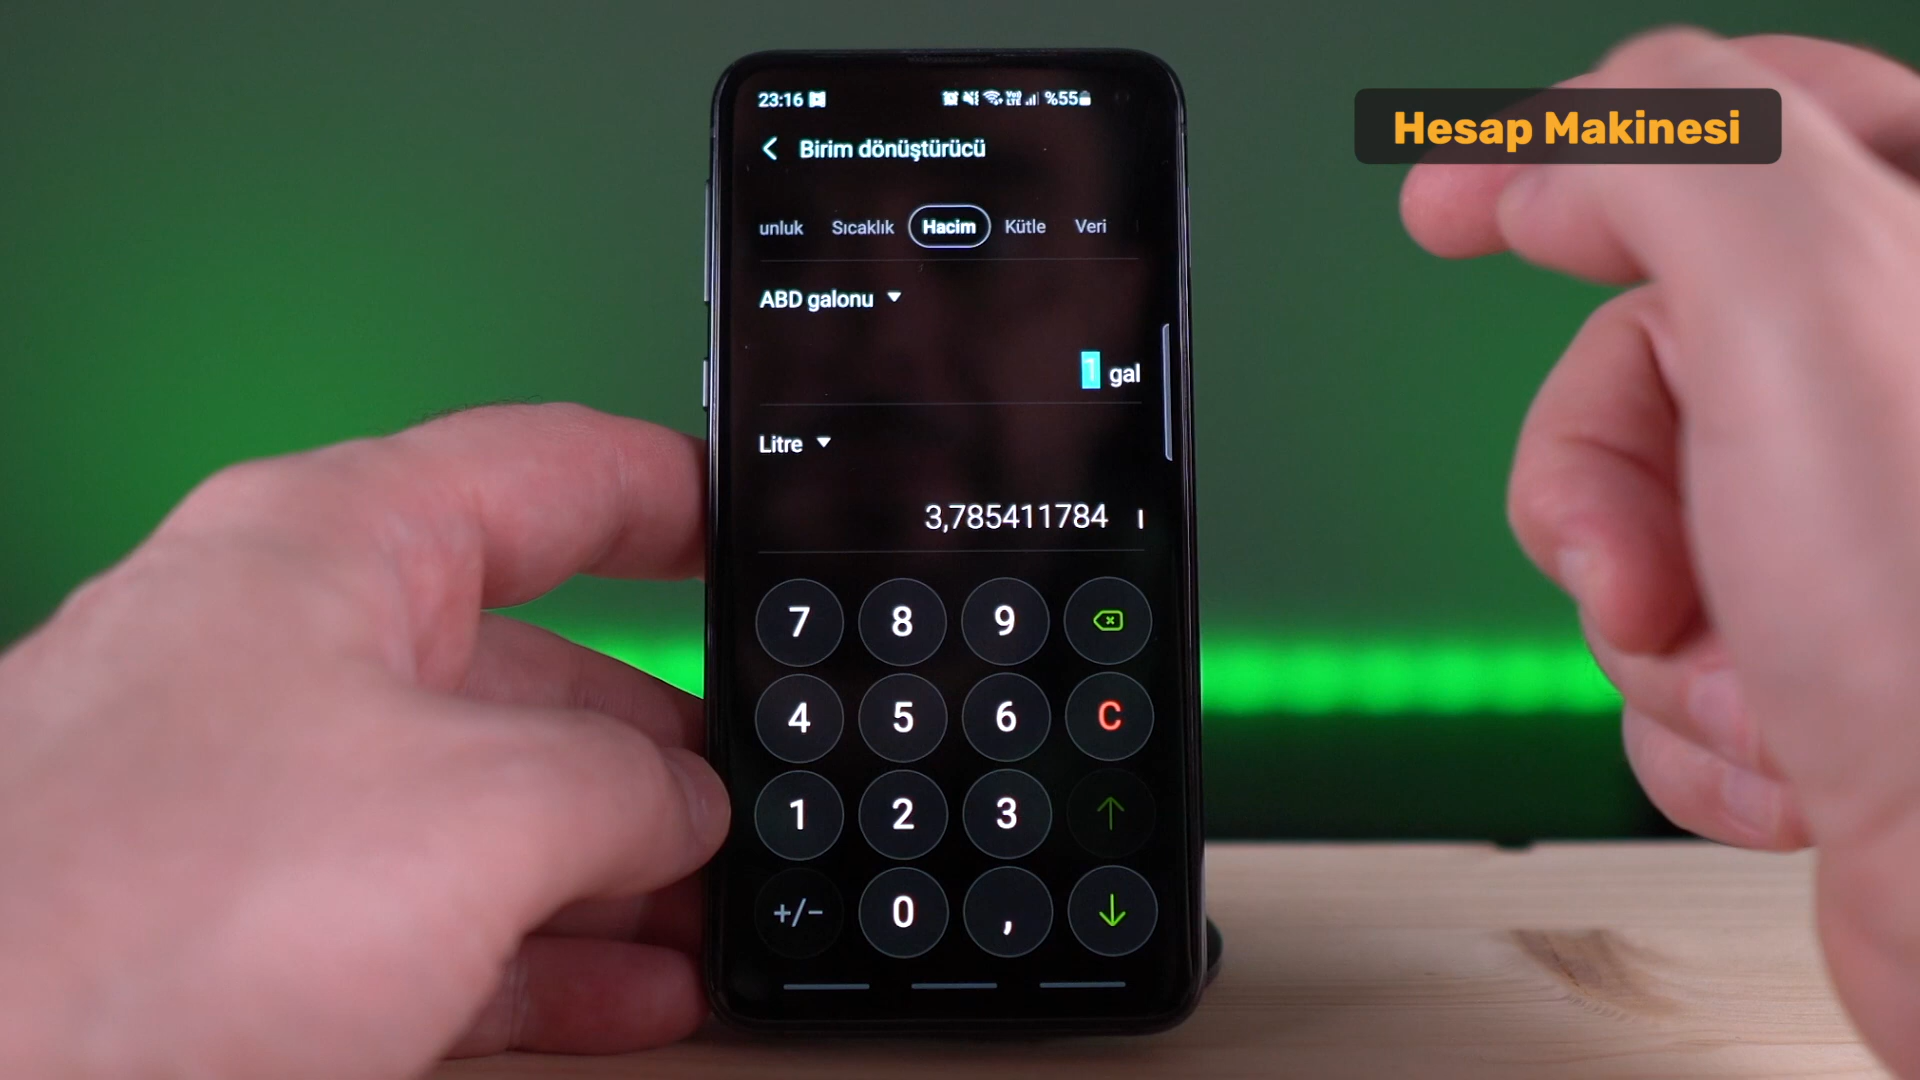 Hesap Makinesi
23:16 %55
Birim dönüştürücü
unluk Sıcaklık Hacim Kütle Veri
ABD galonu
1 gal
Litre
3,785411784 l
7 8 9
4 5 6 C
1 2 3
+/− 0 ,